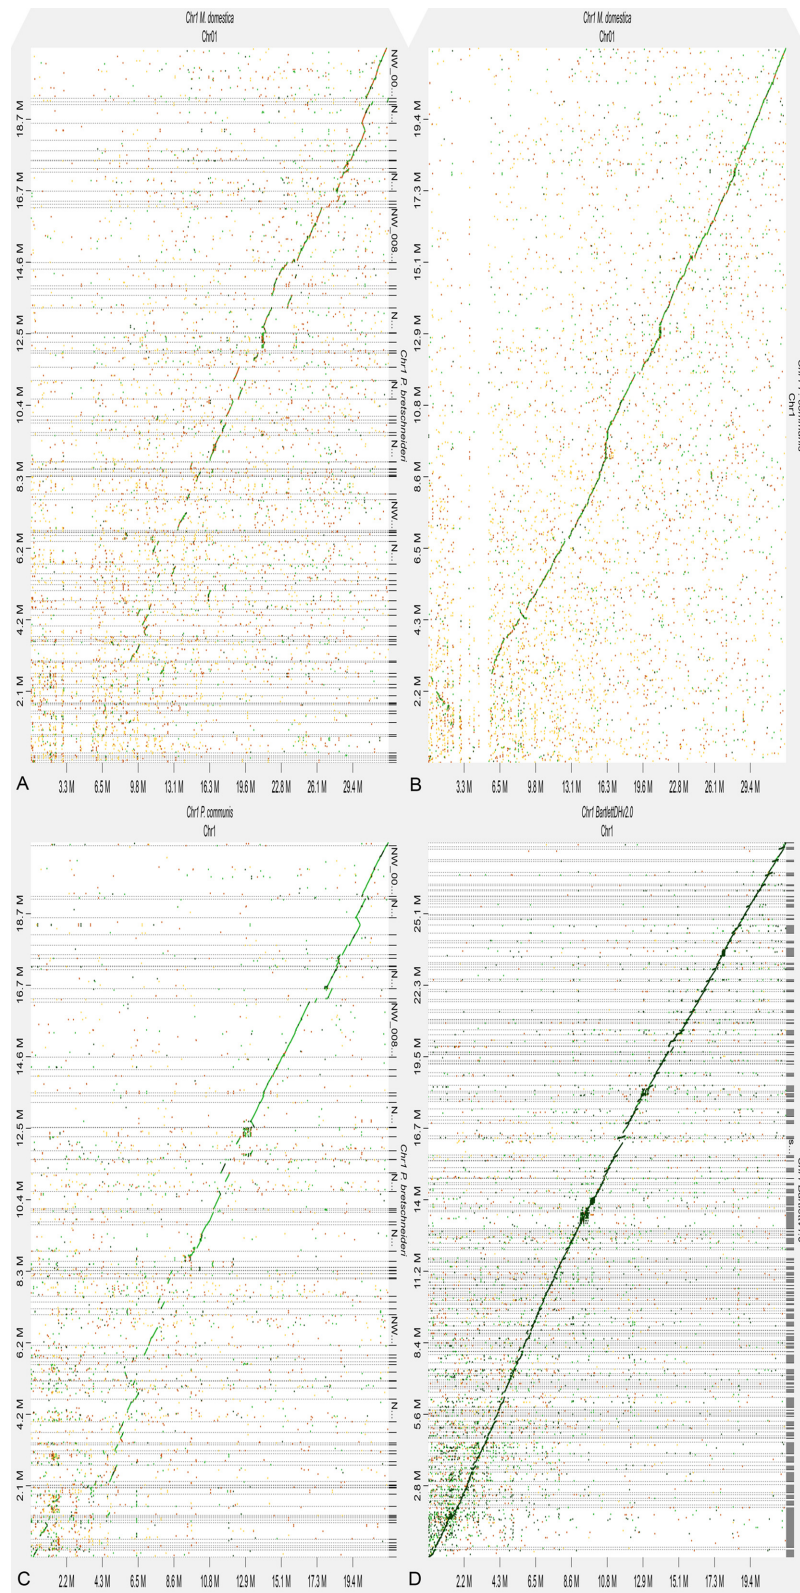 Chr1 M. domestica
Chr01
18.7 M
16.7 M
14.6 M
12.5 M
10.4 M
8.3 M
6.2 M
4.2 M
2.1 M
NW_00...
N...
N...
NW_008...
N...
N...
N...
NW...
N...
Chr1 P. bretschneideri
3.3 M 6.5 M 9.8 M 13.1 M 16.3 M 19.6 M 22.8 M 26.1 M 29.4 M
A
Chr1 M. domestica
Chr01
19.4 M
17.3 M
15.1 M
12.9 M
10.8 M
8.6 M
6.5 M
4.3 M
2.2 M
Chr1
3.3 M 6.5 M 9.8 M 13.1 M 16.3 M 19.6 M 22.8 M 26.1 M 29.4 M
B
Chr1 P. communis
Chr1
18.7 M
16.7 M
14.6 M
12.5 M
10.4 M
8.3 M
6.2 M
4.2 M
2.1 M
NW_00...
N...
N...
NW_008...
N...
N...
N...
NW...
N...
Chr1 P. bretschneideri
2.2 M 4.3 M 6.5 M 8.6 M 10.8 M 12.9 M 15.1 M 17.3 M 19.4 M
C
Chr1 BartlettDHv2.0
Chr1
25.1 M
22.3 M
19.5 M
16.7 M
14 M
11.2 M
8.4 M
5.6 M
2.8 M
s...
2.2 M 4.3 M 6.5 M 8.6 M 10.8 M 12.9 M 15.1 M 17.3 M 19.4 M
D